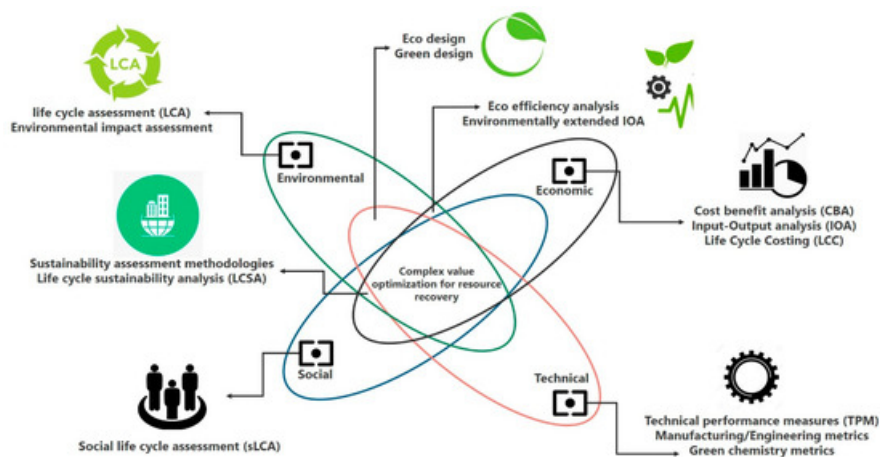 Eco design
Green design
LCA
Eco efficiency analysis
Environmentally extended IOA
life cycle assessment (LCA)
Environmental impact assessment
Environmental
Economic
Cost benefit analysis (CBA)
Input-Output analysis (IOA)
Life Cycle Costing (LCC)
Sustainability assessment methodologies
Life cycle sustainability analysis (LCSA)
Complex value
optimization for resource
recovery
Social
Technical
Social life cycle assessment (sLCA)
Technical performance measures (TPM)
Manufacturing/Engineering metrics
Green chemistry metrics